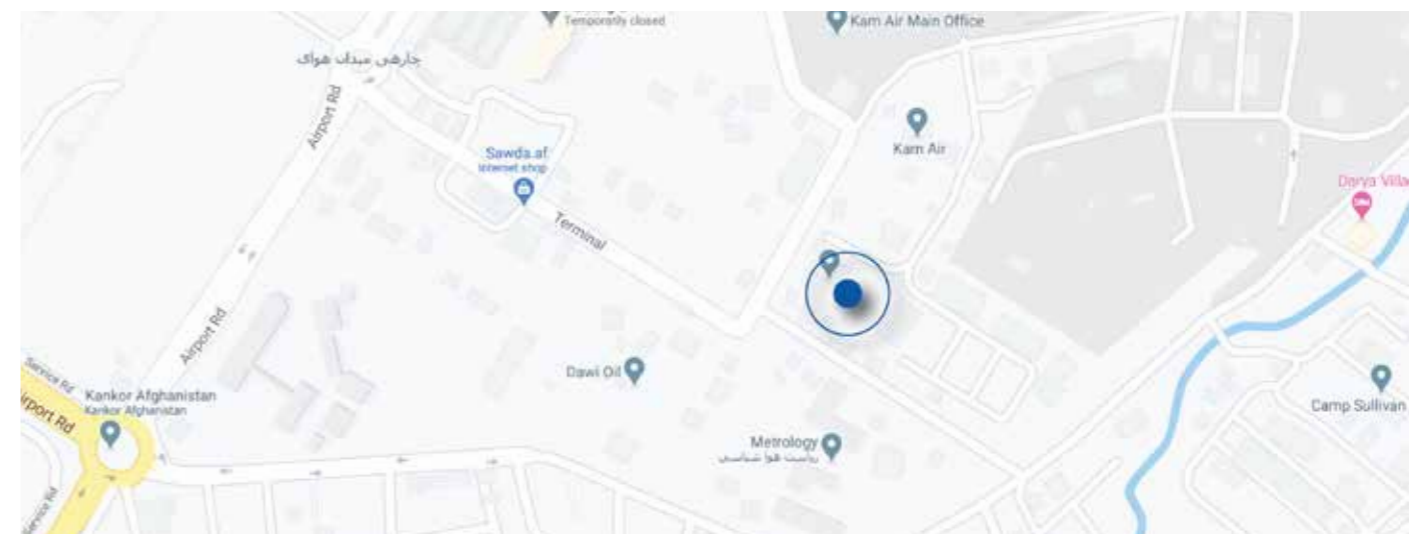 Temporarily closed
Kam Air Main Office
چارهی میدان هوای
Airport Rd
Kam Air
Sawda.af
Internet shop
Darya Villa
Terminal
Airport Rd
Dawi Oil
Service Rd
Airport Rd
Kankor Afghanistan
Kankor Afghanistan
Camp Sullivan
Metrology
ریاست هوا شناسی
Service Rd